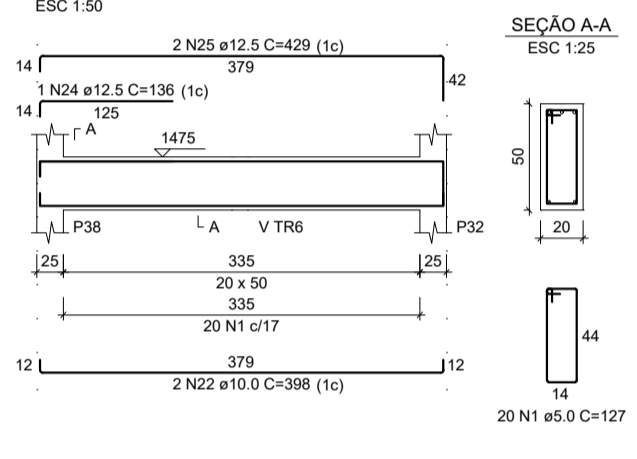 ESC 1:50
2 N25 ø12.5 C=429 (1c)
14
379
42
1 N24 ø12.5 C=136 (1c)
14
125
A
1475
P38
A
V TR6
P32
25
335
25
20 x 50
335
20 N1 c/17
12
379
12
2 N22 ø10.0 C=398 (1c)
SEÇÃO A-A
ESC 1:25
50
20
44
14
20 N1 ø5.0 C=127